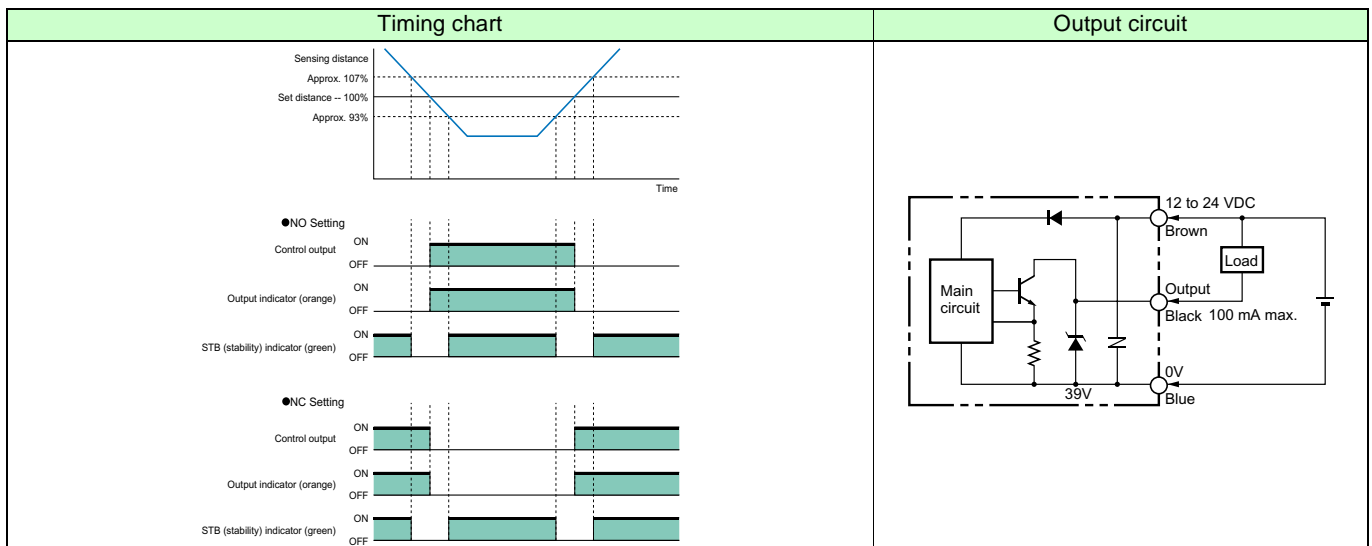 Timing chart
Output circuit
Sensing distance
Approx. 107%
Set distance -- 100%
Approx. 93%
Time
●NO Setting
Control output
ON
OFF
Output indicator (orange)
ON
OFF
STB (stability) indicator (green)
ON
OFF
●NC Setting
Control output
ON
OFF
Output indicator (orange)
ON
OFF
STB (stability) indicator (green)
ON
OFF
12 to 24 VDC
Brown
Load
Main
circuit
Output
Black 100 mA max.
0V
39V
Blue